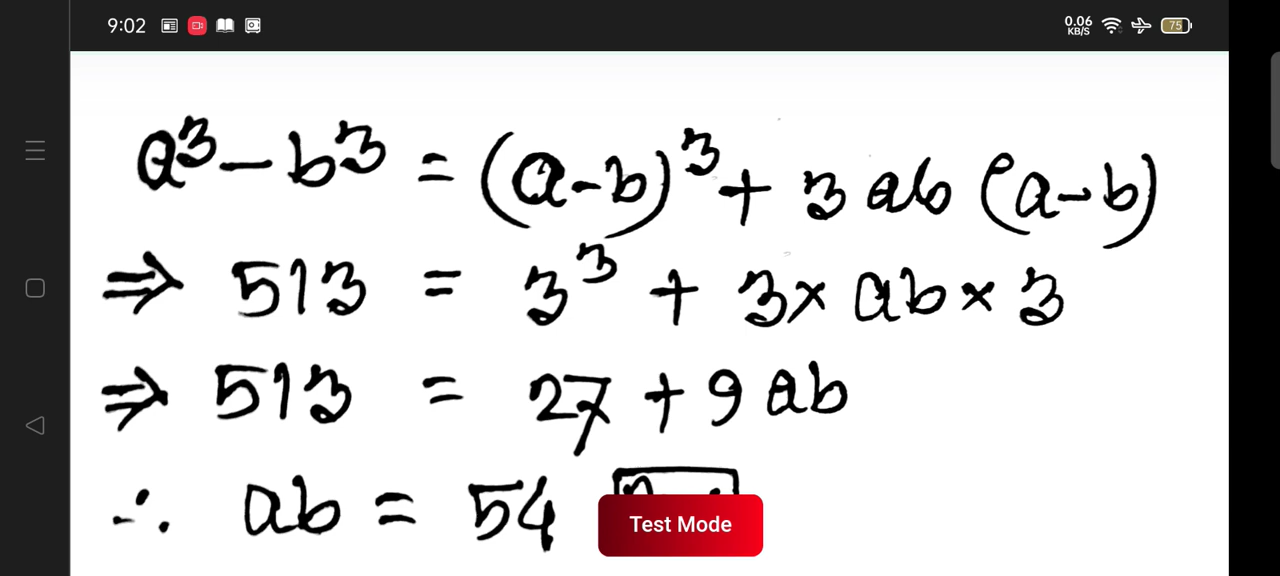 9:02 0.06 KB/S 75
a³ - b³ = (a-b)³ + 3ab(a-b)
⇒ 513 = 3³ + 3× ab × 3
⇒ 513 = 27 + 9ab
∴ ab = 54
Test Mode